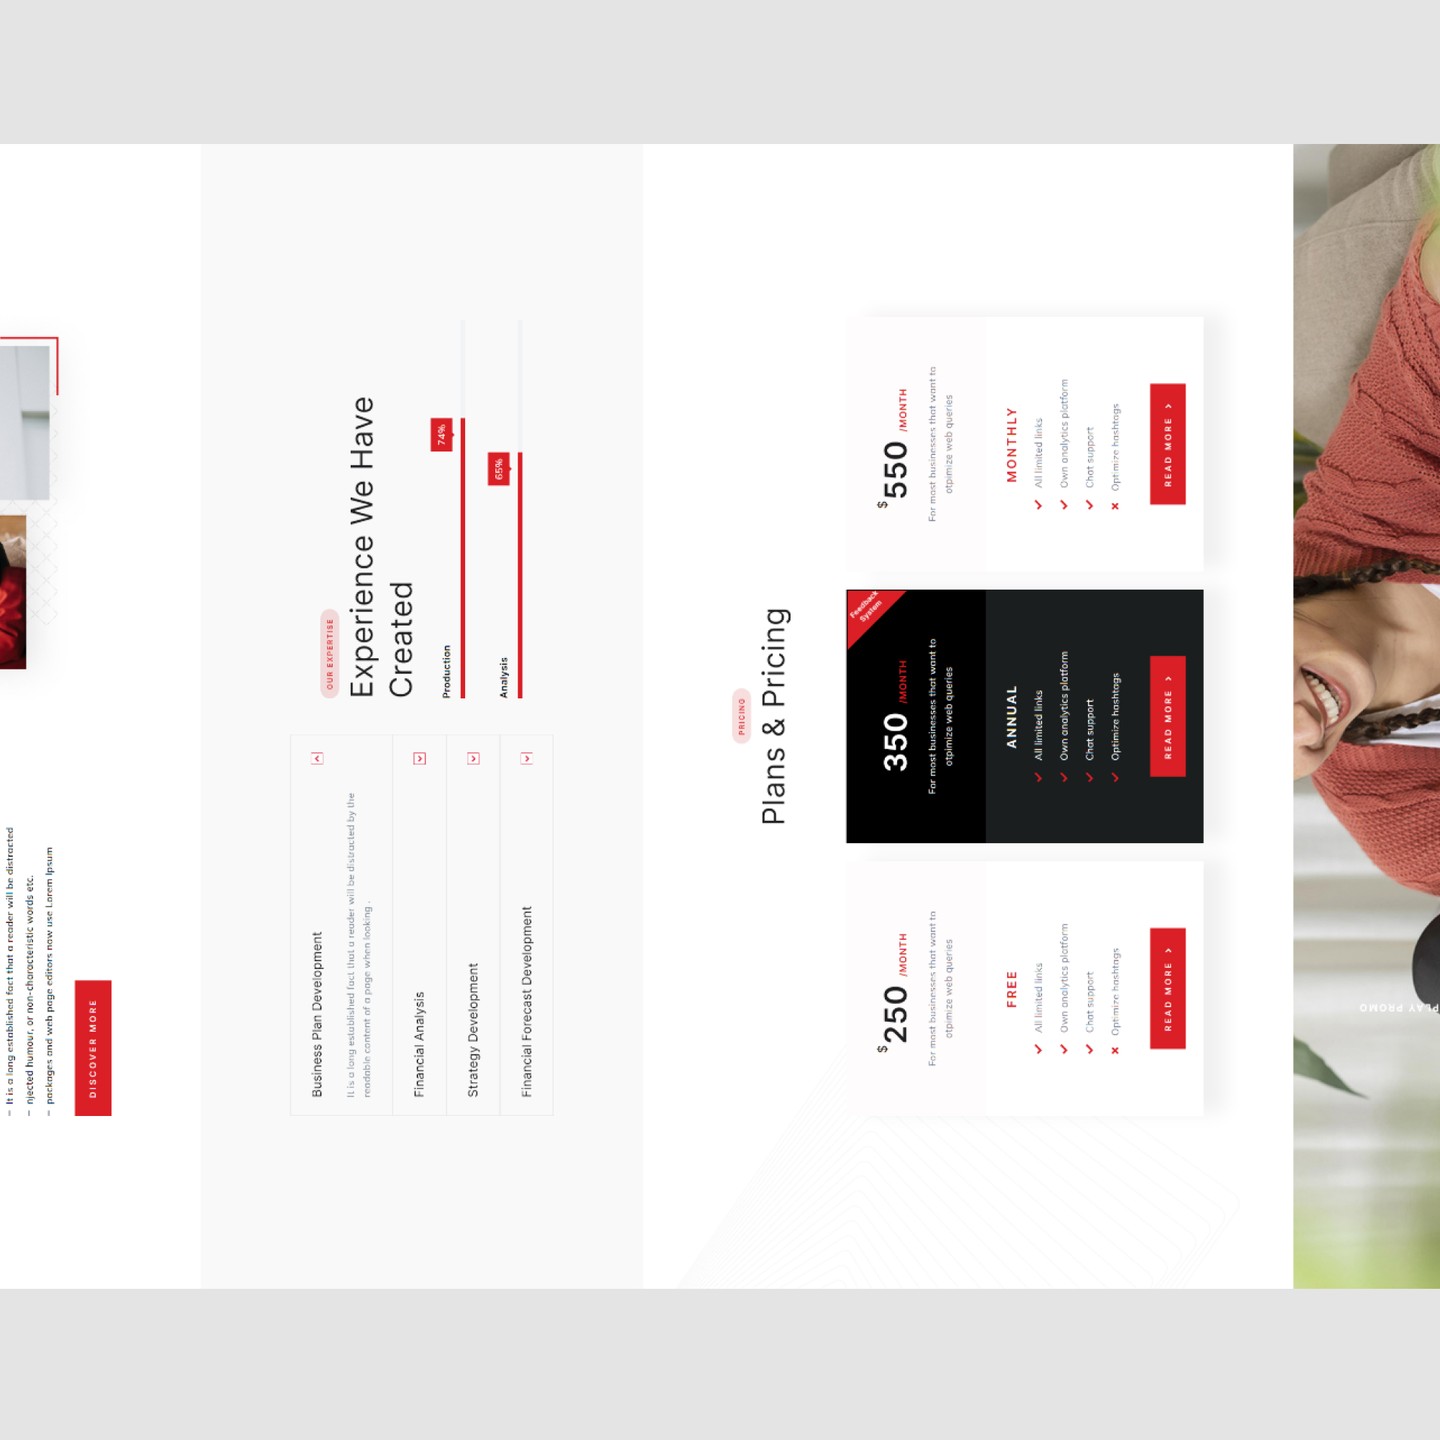 – It is a long established fact that a reader will be distracted
– njected humour, or non-characteristic words etc.
– packages and web page editors now use Lorem Ipsum
DISCOVER MORE
Business Plan Development
It is a long established fact that a reader will be distracted by the
readable content of a page when looking .
Financial Analysis
Strategy Development
Financial Forecast Development
OUR EXPERTISE
Experience We Have
Created
Production
74%
Analysis
65%
PRICING
Plans & Pricing
$250 /MONTH
For most businesses that want to
otpimize web queries
FREE
All limited links
Own analytics platform
Chat support
Optimize hashtags
READ MORE
Feedback
System
350 /MONTH
For most businesses that want to
otpimize web queries
ANNUAL
All limited links
Own analytics platform
Chat support
Optimize hashtags
READ MORE
$550 /MONTH
For most businesses that want to
otpimize web queries
MONTHLY
All limited links
Own analytics platform
Chat support
Optimize hashtags
READ MORE
PLAY PROMO